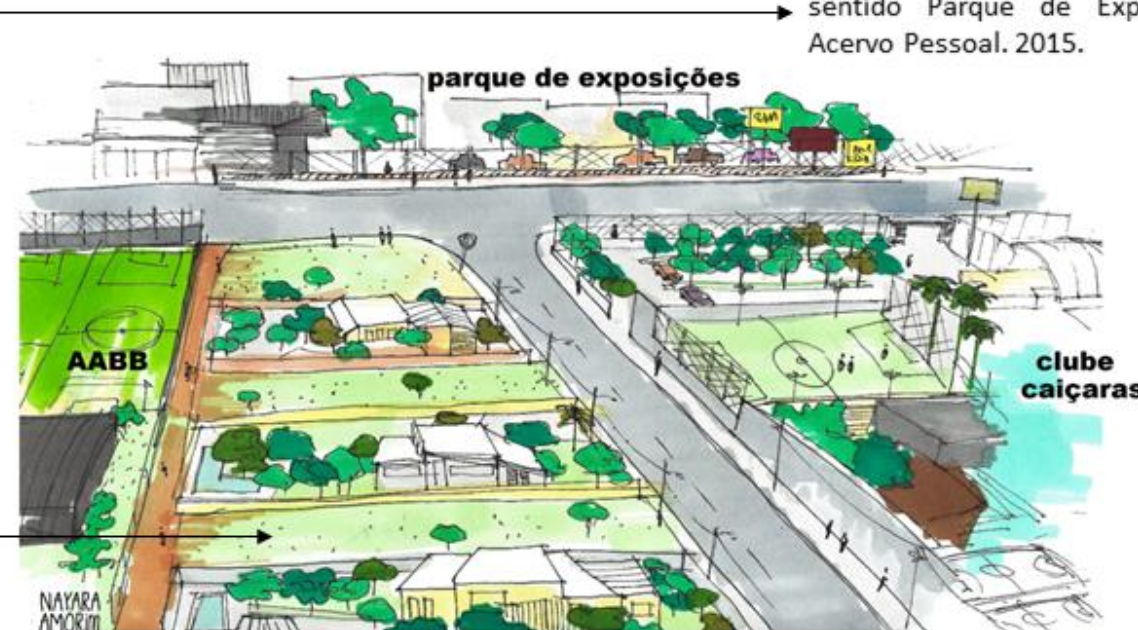 sentido Parque de Exp
Acervo Pessoal. 2015.
parque de exposições
AABB
clube
caiçaras
NAYARA
AMORIM